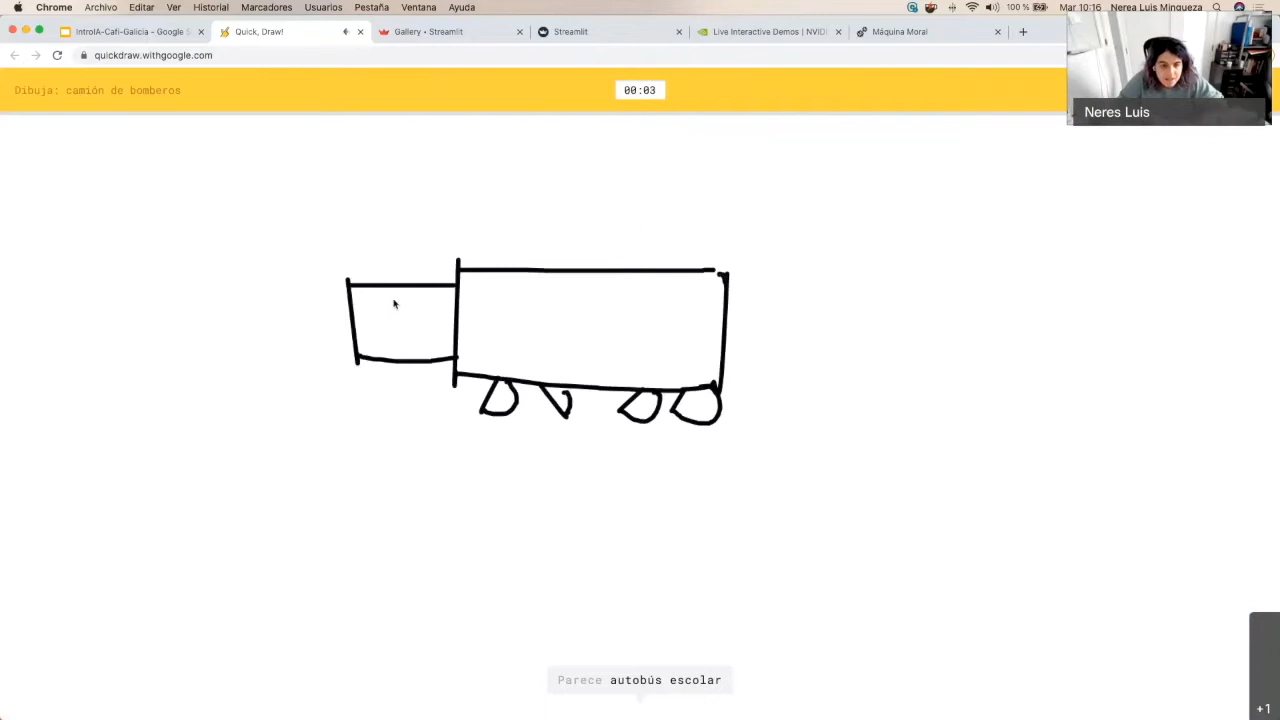 Chrome Archivo Editar Ver Historial Marcadores Usuarios Pestaña Ventana Ayuda 100 % Mar 10:16 Nerea Luis Mingueza
IntroIA-Cafi-Galicia - Google S
Quick, Draw!
Gallery • Streamlit
Streamlit
Live Interactive Demos | NVIDI
Máquina Moral
quickdraw.withgoogle.com
Dibuja: camión de bomberos
00:03
Neres Luis
Parece autobús escolar
+1